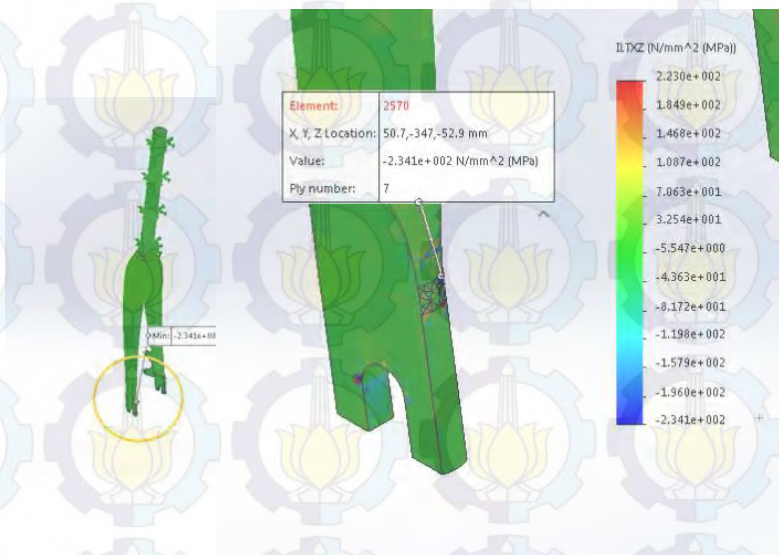 ILTXZ (N/mm^2 (MPa))
Element: 2570
X, Y, Z Location: 50.7,-347,-52.9 mm
Value: -2.341e+002 N/mm^2 (MPa)
Ply number: 7
2.230e+002
1.849e+002
1.468e+002
1.087e+002
7.063e+001
3.254e+001
-5.547e+000
-4.363e+001
-8.172e+001
-1.198e+002
-1.579e+002
-1.960e+002
-2.341e+002
Min: -2.341e+00